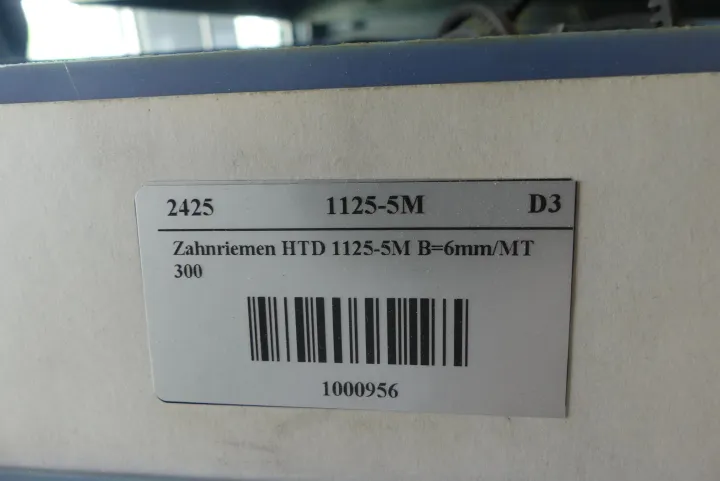 2425 1125-5M D3
Zahnriemen HTD 1125-5M B=6mm/MT
300
1000956